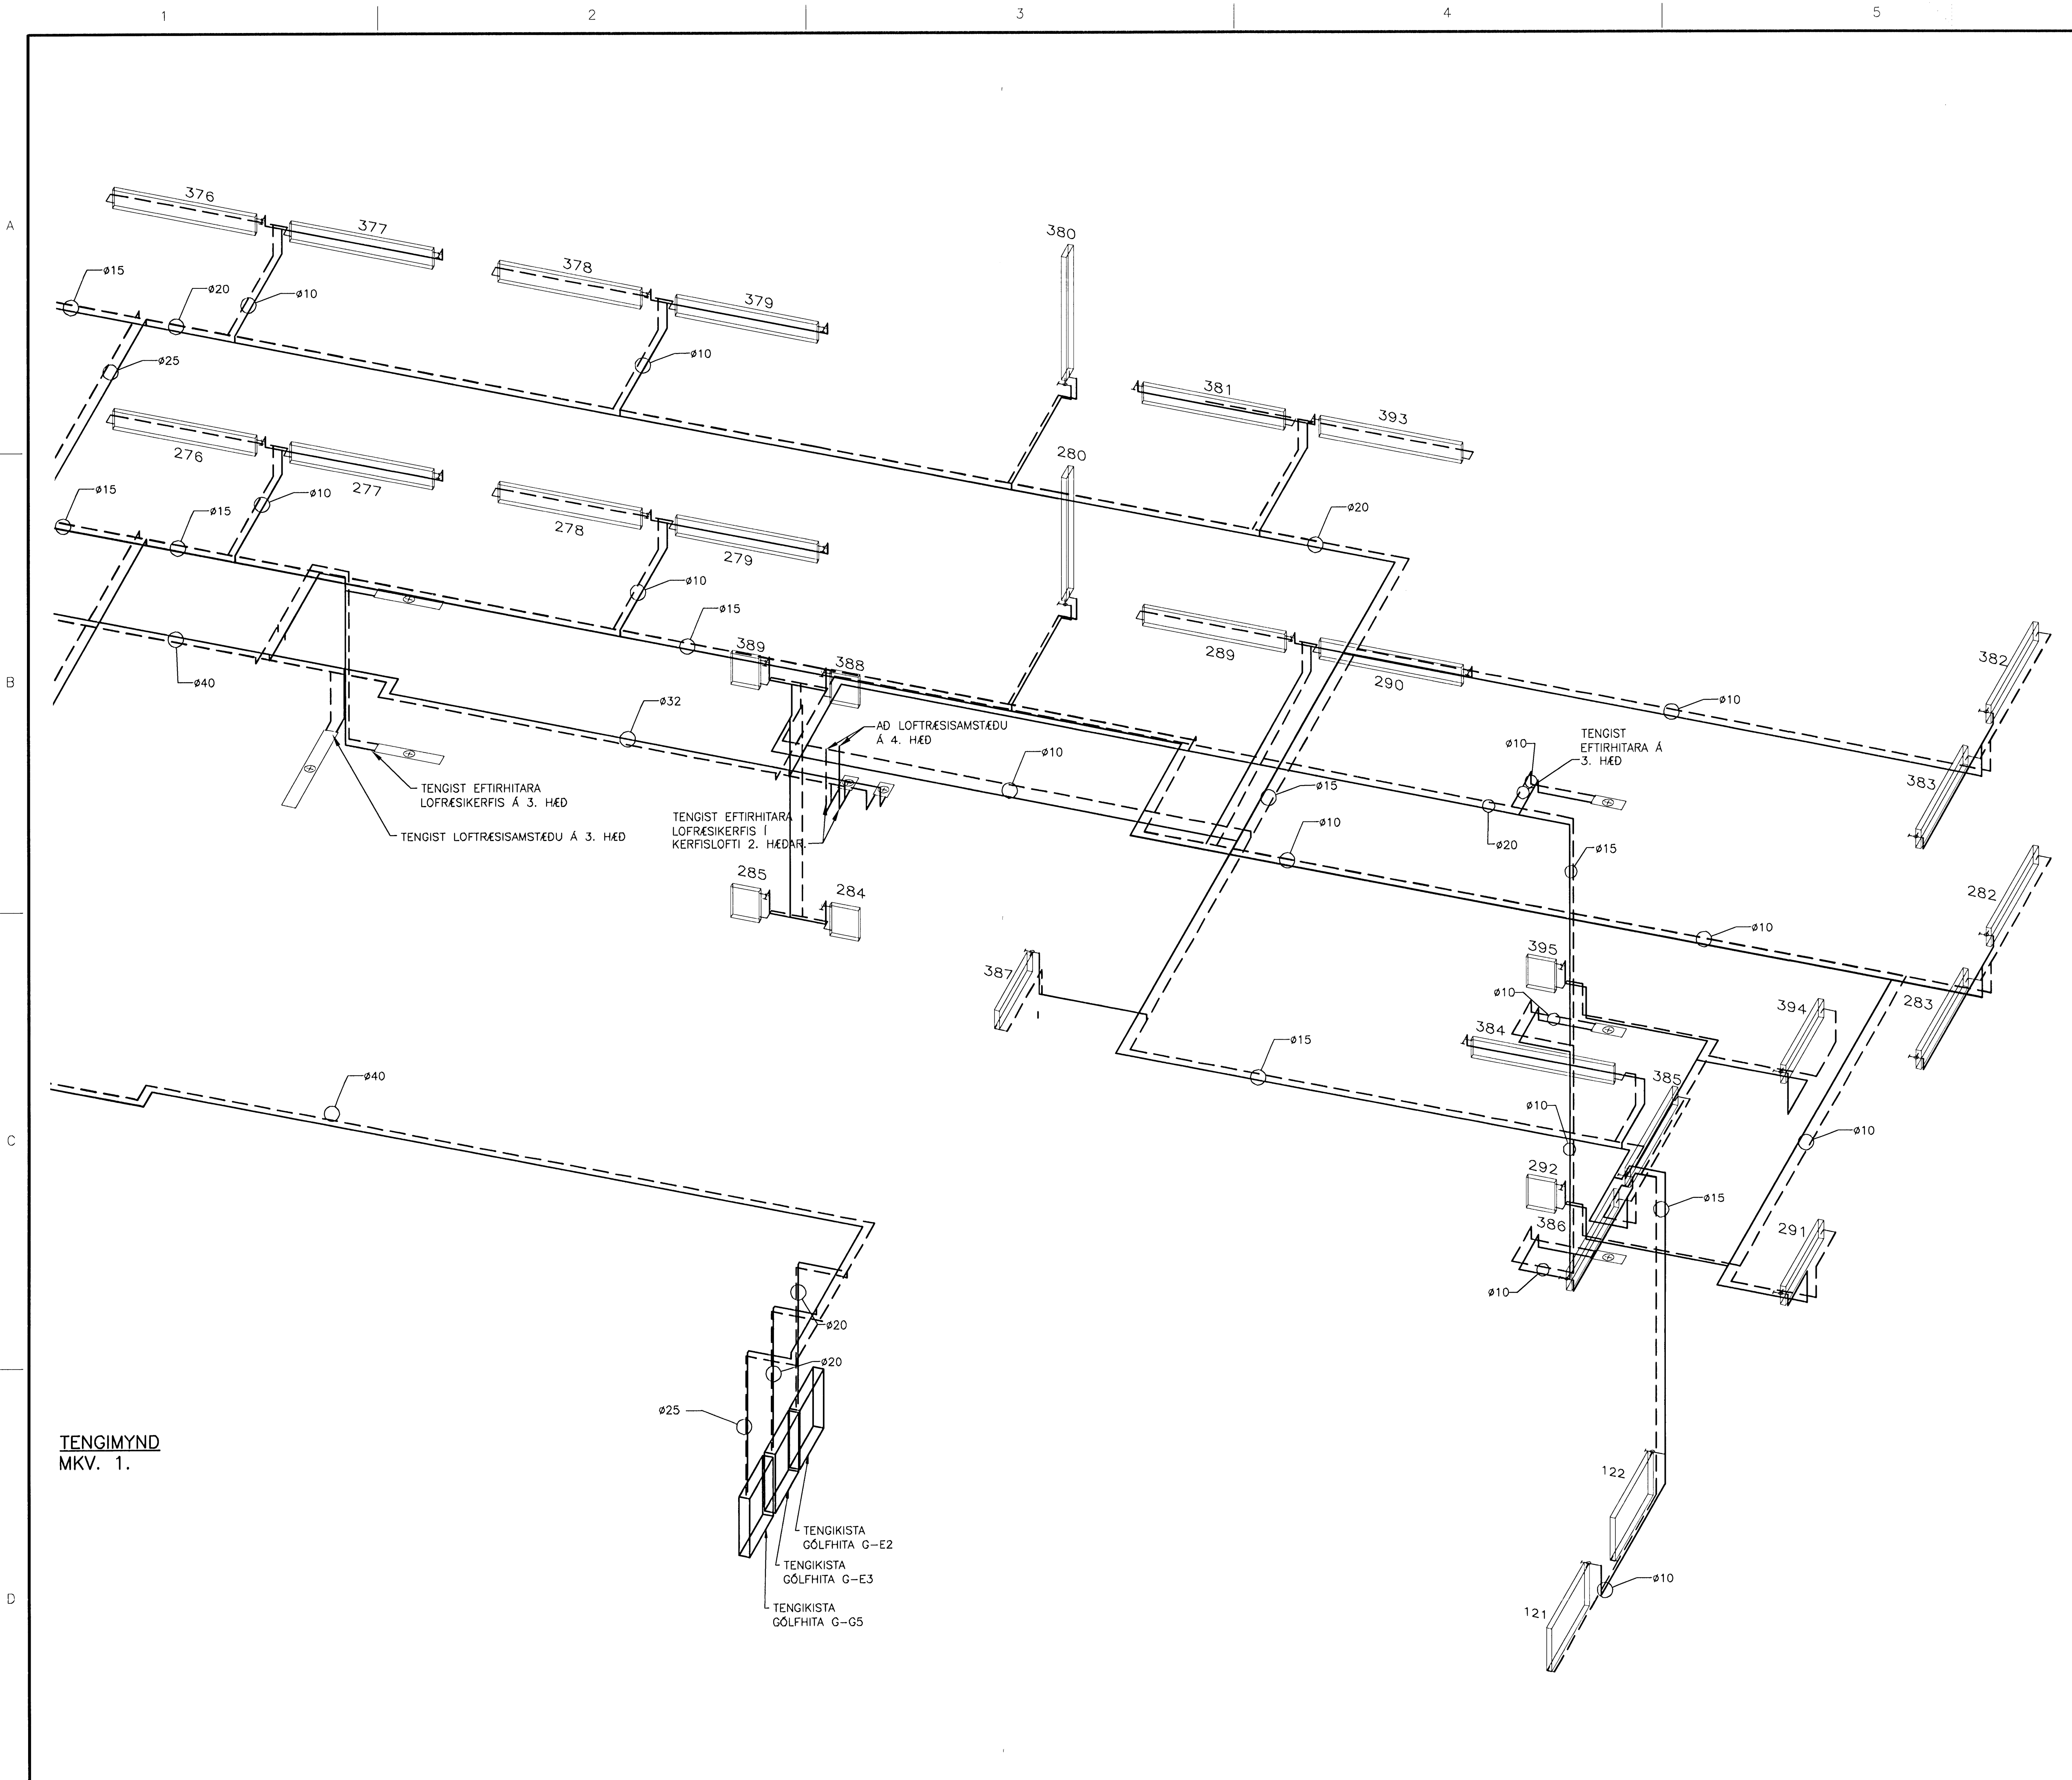 1
2
3
4
5
A
376
377
378
379
380
ø15
ø20
ø10
ø10
ø25
381
393
276
277
278
279
280
ø15
ø15
ø10
ø20
ø10
ø15
B
ø40
ø32
389
388
289
290
382
383
ø10
AÐ LOFTRÆSISAMSTÆÐU
Á 4. HÆÐ
ø10
ø10
TENGIST
EFTIRHITARA Á
3. HÆÐ
TENGIST EFTIRHITARA
LOFRÆSIKERFIS Á 3. HÆÐ
TENGIST LOFTRÆSISAMSTÆÐU Á 3. HÆÐ
TENGIST EFTIRHITARA
LOFRÆSIKERFIS Í
KERFISLOFTI 2. HÆÐAR.
ø15
ø10
ø20
ø15
285
284
282
283
ø10
387
395
394
ø10
384
385
ø15
ø40
C
ø10
ø10
292
386
ø15
291
ø10
ø20
ø20
ø25
TENGIMYND
MKV. 1.
122
121
ø10
TENGIKISTA
GÓLFHITA G-E2
TENGIKISTA
GÓLFHITA G-E3
TENGIKISTA
GÓLFHITA G-G5
D